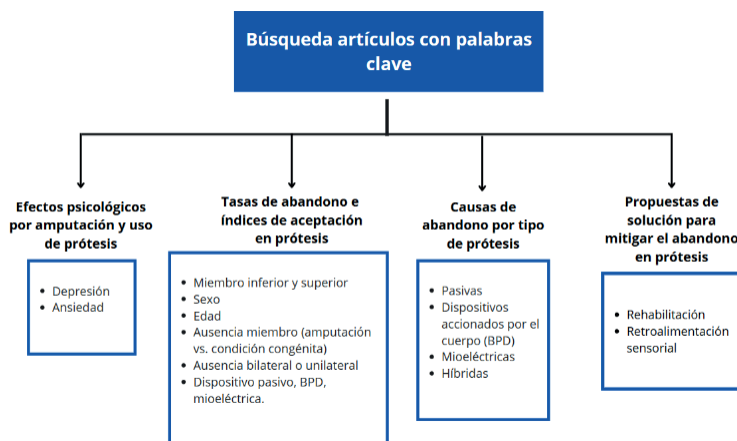 Búsqueda artículos con palabras
clave
Efectos psicológicos
por amputación y uso
de prótesis
• Depresión
• Ansiedad
Tasas de abandono e
índices de aceptación
en prótesis
• Miembro inferior y superior
• Sexo
• Edad
• Ausencia miembro (amputación
vs. condición congénita)
• Ausencia bilateral o unilateral
• Dispositivo pasivo, BPD,
mioeléctrica.
Causas de
abandono por tipo
de prótesis
• Pasivas
• Dispositivos
accionados por el
cuerpo (BPD)
• Mioeléctricas
• Híbridas
Propuestas de
solución para
mitigar el abandono
en prótesis
• Rehabilitación
• Retroalimentación
sensorial